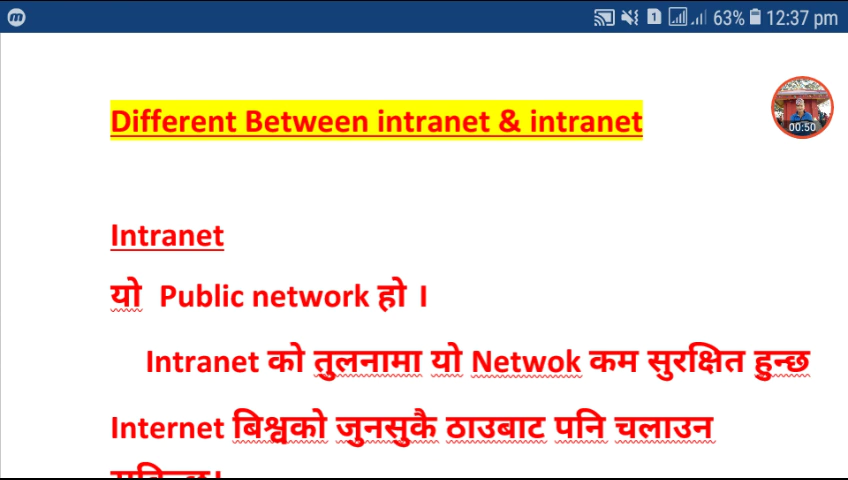 63% 12:37 pm
Different Between intranet & intranet
00:50
Intranet
यो Public network हो ।
Intranet को तुलनामा यो Netwok कम सुरक्षित हुन्छ
Internet बिश्वको जुनसुकै ठाउबाट पनि चलाउन